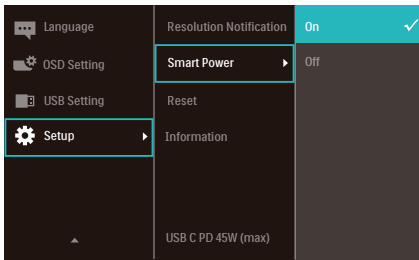 Language
OSD Setting
USB Setting
Setup
Resolution Notification
Smart Power
Reset
Information
USB C PD 45W (max)
On
Off